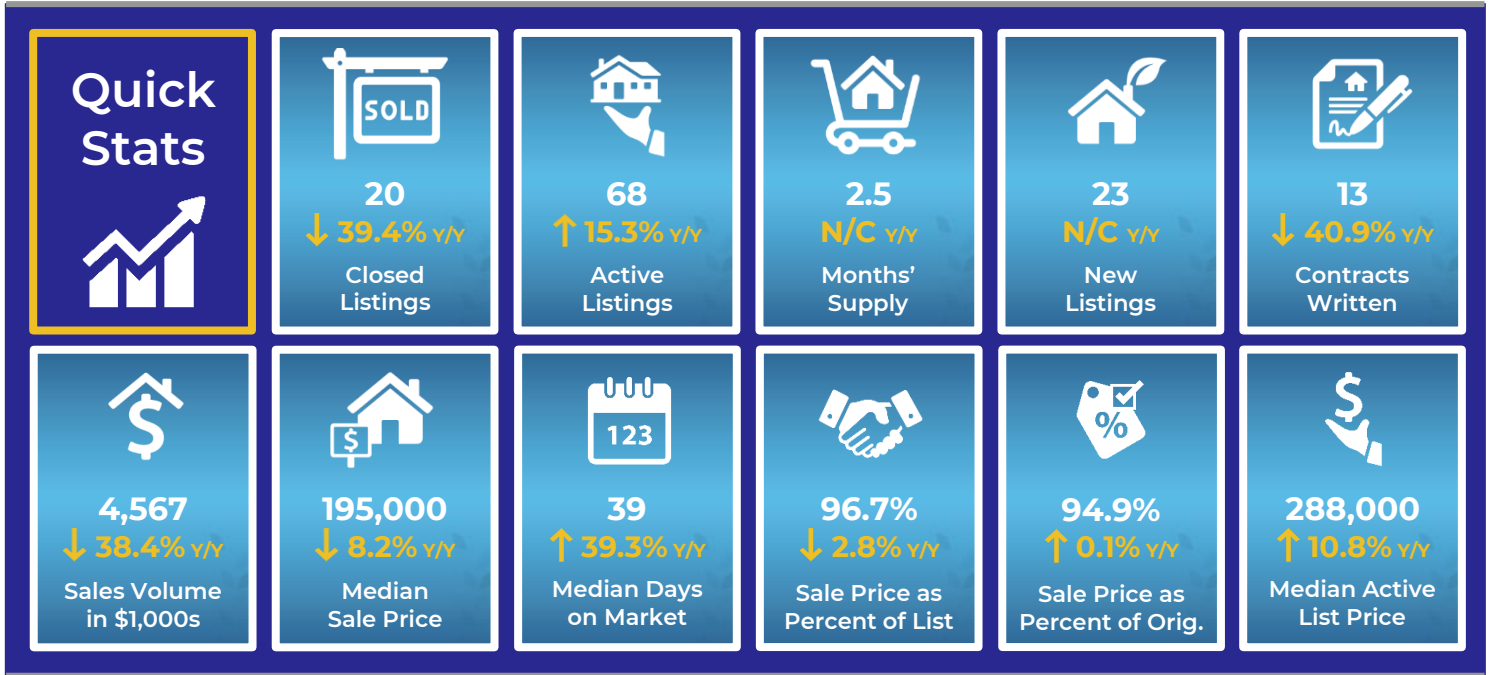 Quick
Stats
SOLD
20
↓ 39.4% Y/Y
Closed
Listings
68
↑ 15.3% Y/Y
Active
Listings
2.5
N/C Y/Y
Months’
Supply
23
N/C Y/Y
New
Listings
13
↓ 40.9% Y/Y
Contracts
Written
$
4,567
↓ 38.4% Y/Y
Sales Volume
in $1,000s
$
195,000
↓ 8.2% Y/Y
Median
Sale Price
123
39
↑ 39.3% Y/Y
Median Days
on Market
96.7%
↓ 2.8% Y/Y
Sale Price as
Percent of List
%
94.9%
↑ 0.1% Y/Y
Sale Price as
Percent of Orig.
$
288,000
↑ 10.8% Y/Y
Median Active
List Price